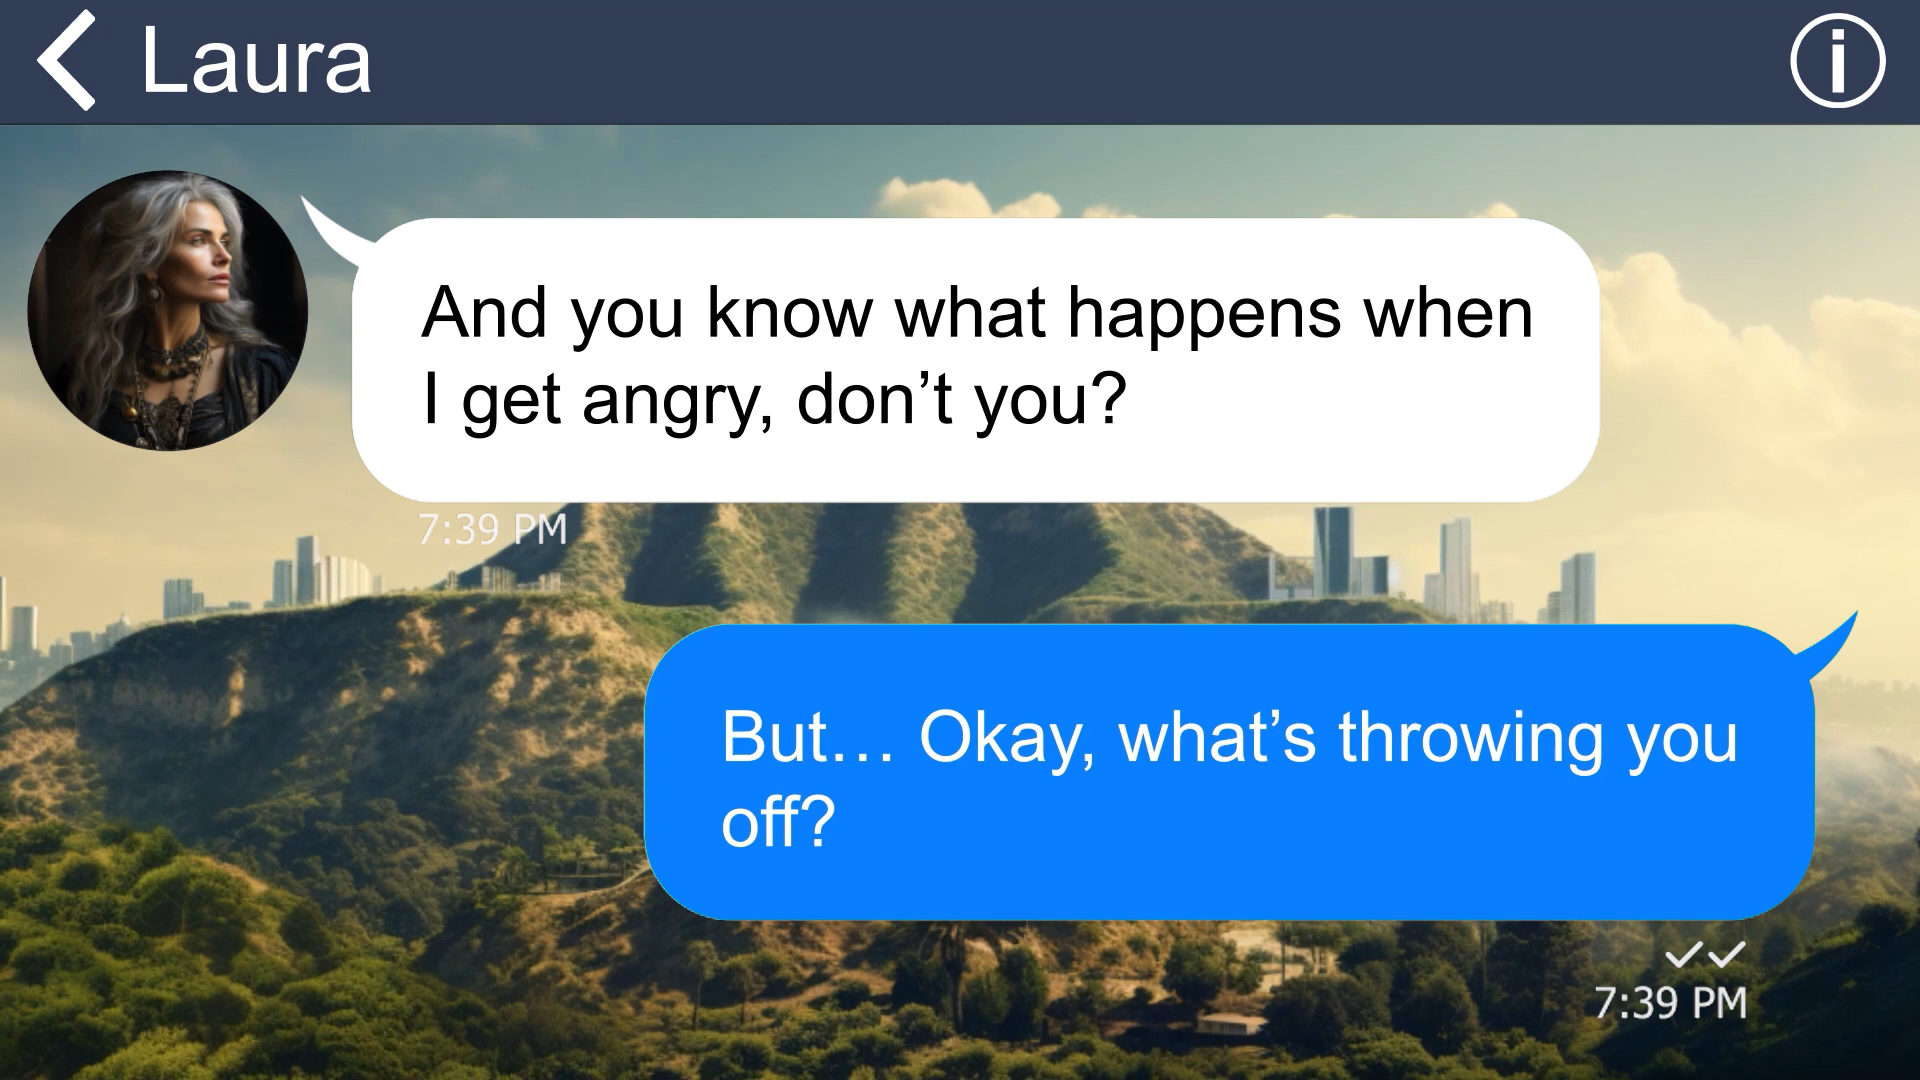 Laura
And you know what happens when
I get angry, don’t you?
7:39 PM
But... Okay, what’s throwing you
off?
7:39 PM